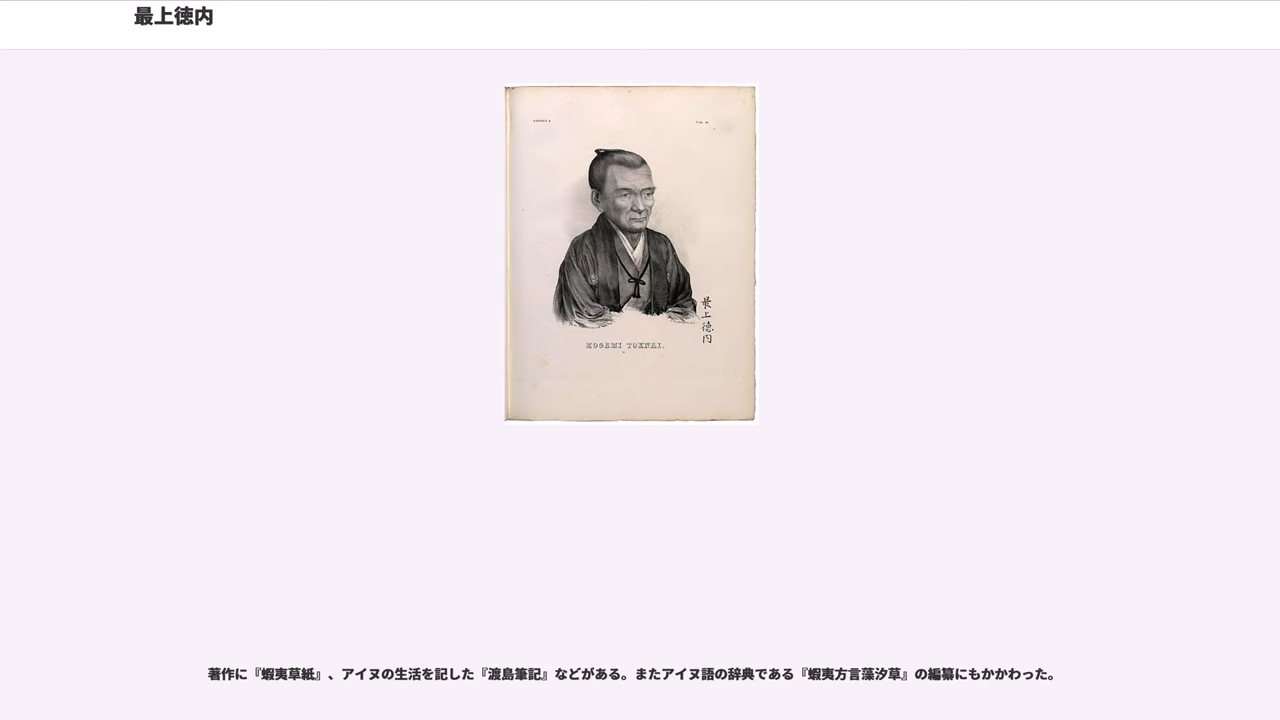 最上徳内
最上徳内
MOGAMI TOKNAI.
著作に『蝦夷草紙』、アイヌの生活を記した『渡島筆記』などがある。またアイヌ語の辞典である『蝦夷方言藻汐草』の編纂にもかかわった。